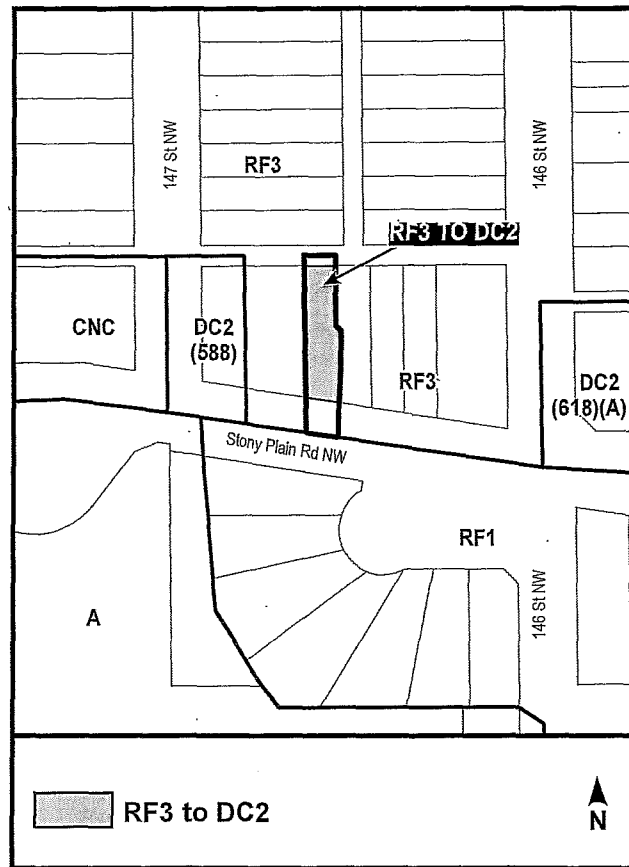 147 St NW
146 St NW
RF3
RF3 TO DC2
CNC
DC2
(588)
RF3
DC2
(618)(A)
Stony Plain Rd NW
RF1
146 St NW
A
RF3 to DC2
N